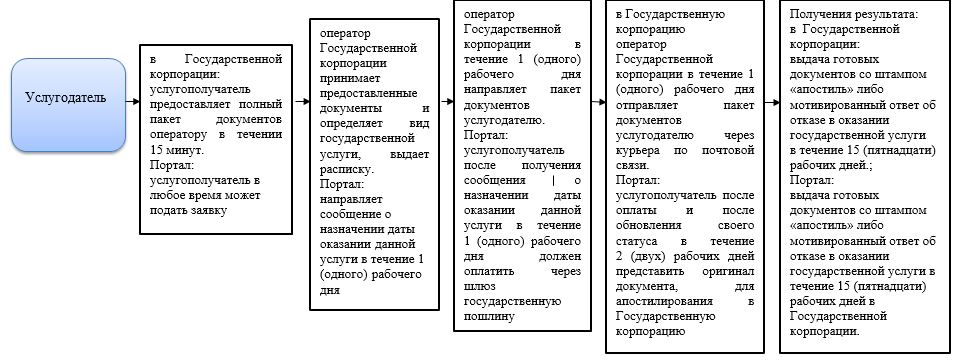 Услугодатель
в Государственной
корпорации:
услугополучатель
предоставляет полный
пакет документов
оператору в течении
15 минут.
Портал:
услугополучатель в
любое время может
подать заявку
оператор
Государственной
корпорации
принимает
предоставленные
документы и
определяет вид
государственной
услуги, выдает
расписку.
Портал:
направляет
сообщение о
назначении даты
оказании данной
услуги в течение 1
(одного) рабочего
дня
оператор
Государственной
корпорации в
течение 1 (одного)
рабочего дня
направляет пакет
документов
услугодателю.
Портал:
услугополучатель
после получения
сообщения | о
назначении даты
оказании данной
услуги в течение
1 (одного) рабочего
дня должен
оплатить через
шлюз
государственную
пошлину
в Государственную
корпорацию
оператор
Государственной
корпорации в течение 1
(одного) рабочего дня
отправляет пакет
документов
услугодателю через
курьера по почтовой
связи.
Портал:
услугополучатель после
оплаты и после
обновления своего
статуса в течение
2 (двух) рабочих дней
представить оригинал
документа, для
апостилирования в
Государственную
корпорацию
Получения результата:
в Государственной
корпорации:
выдача готовых
документов со штампом
«апостиль» либо
мотивированный ответ об
отказе в оказании
государственной услуги
в течение 15 (пятнадцати)
рабочих дней.;
Портал:
выдача готовых
документов со штампом
«апостиль» либо
мотивированный ответ об
отказе в оказании
государственной услуги в
течение 15 (пятнадцати)
рабочих дней в
Государственной
корпорации.